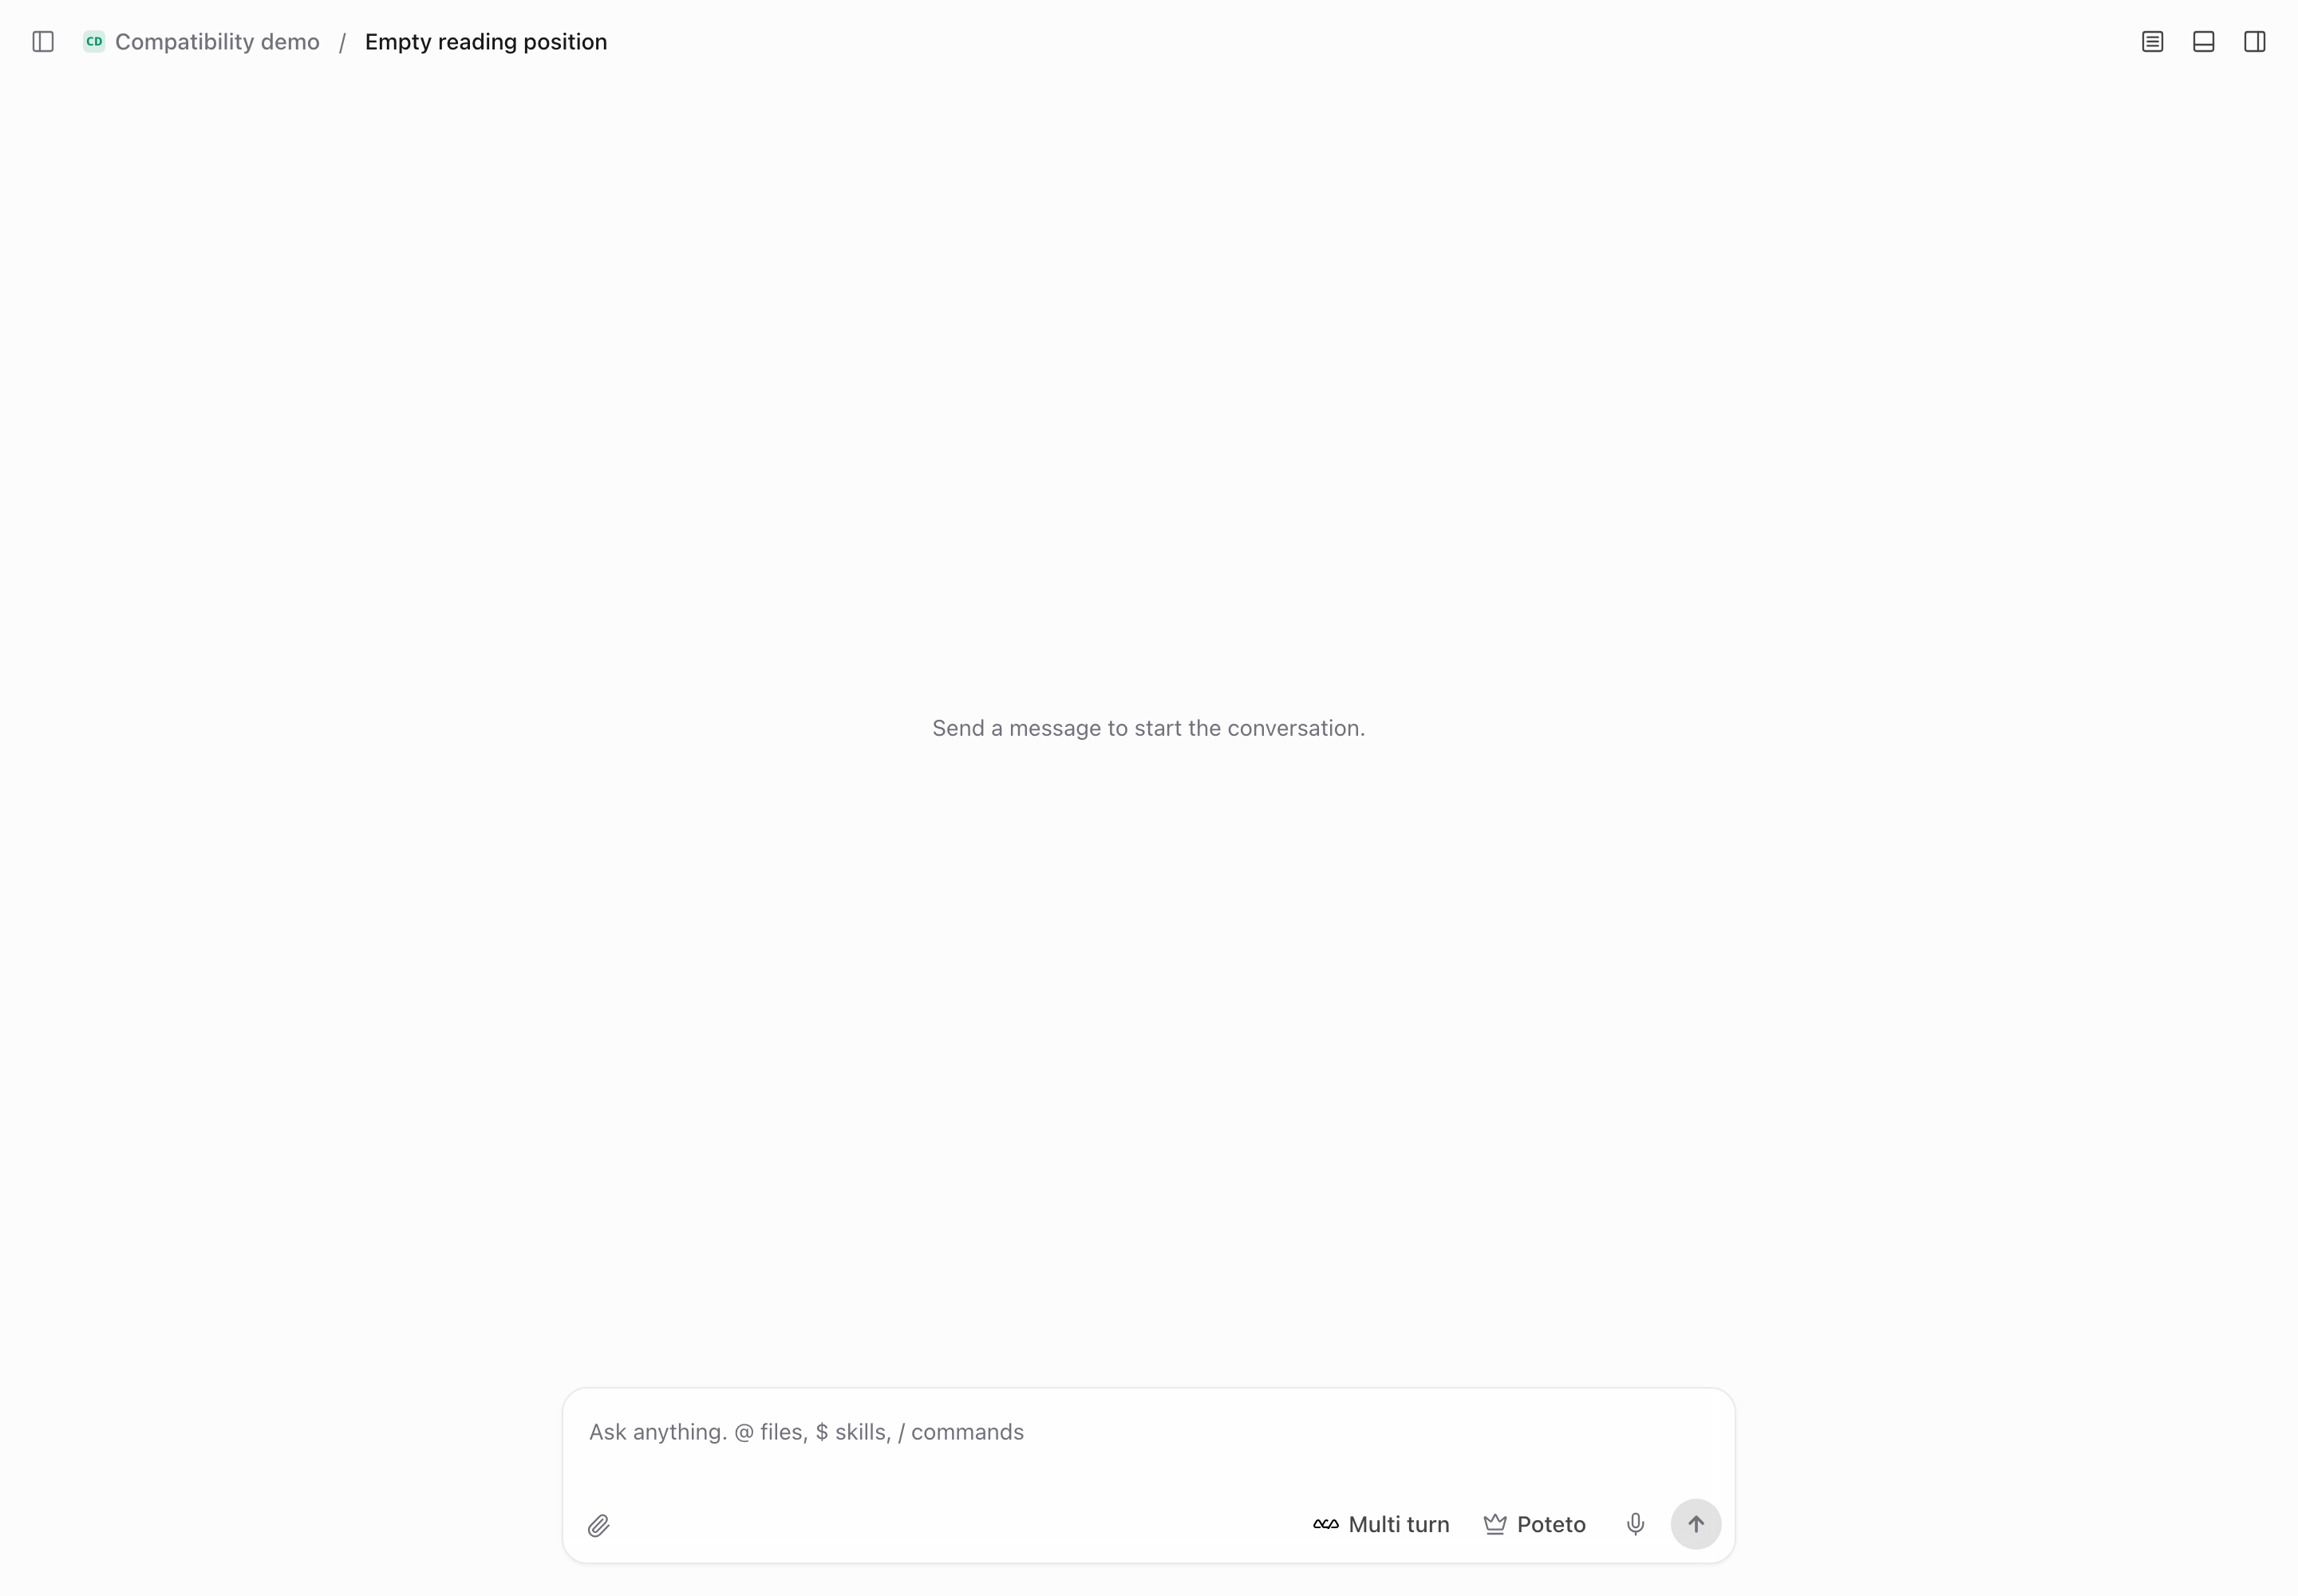 CD Compatibility demo / Empty reading position
Send a message to start the conversation.
Ask anything. @ files, $ skills, / commands
Multi turn Poteto